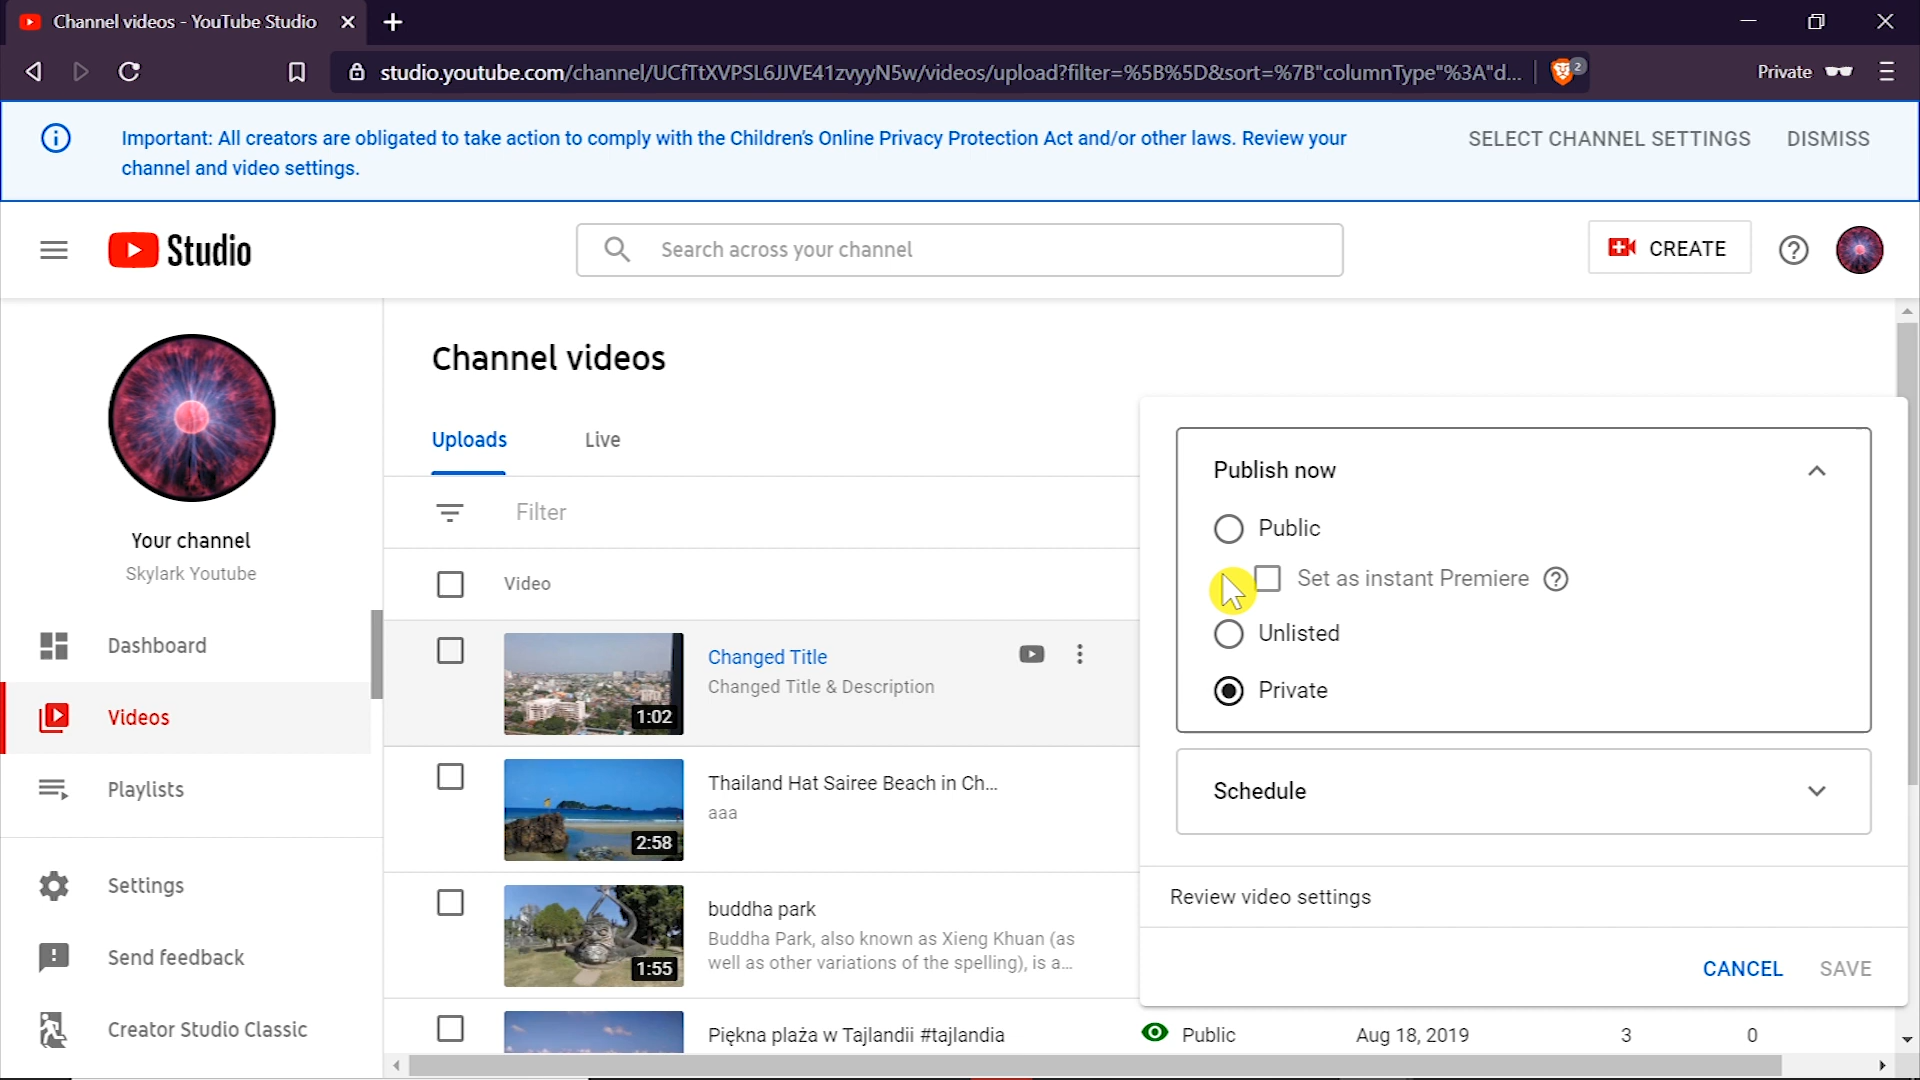 Channel videos - YouTube Studio
studio.youtube.com/channel/UCfTtXVPSL6JJVE41zvyyN5w/videos/upload?filter=%5B%5D&sort=%7B"columnType"%3A"d...
2
Private
Important: All creators are obligated to take action to comply with the Children's Online Privacy Protection Act and/or other laws. Review your
channel and video settings.
SELECT CHANNEL SETTINGS
DISMISS
Studio
Search across your channel
CREATE
Your channel
Skylark Youtube
Dashboard
Videos
Playlists
Settings
Send feedback
Creator Studio Classic
Channel videos
Uploads
Live
Filter
Video
1:02
Changed Title
Changed Title & Description
2:58
Thailand Hat Sairee Beach in Ch...
aaa
1:55
buddha park
Buddha Park, also known as Xieng Khuan (as
well as other variations of the spelling), is a...
Piękna plaża w Tajlandii #tajlandia
Public
Aug 18, 2019
3
0
Publish now
Public
Set as instant Premiere
Unlisted
Private
Schedule
Review video settings
CANCEL
SAVE